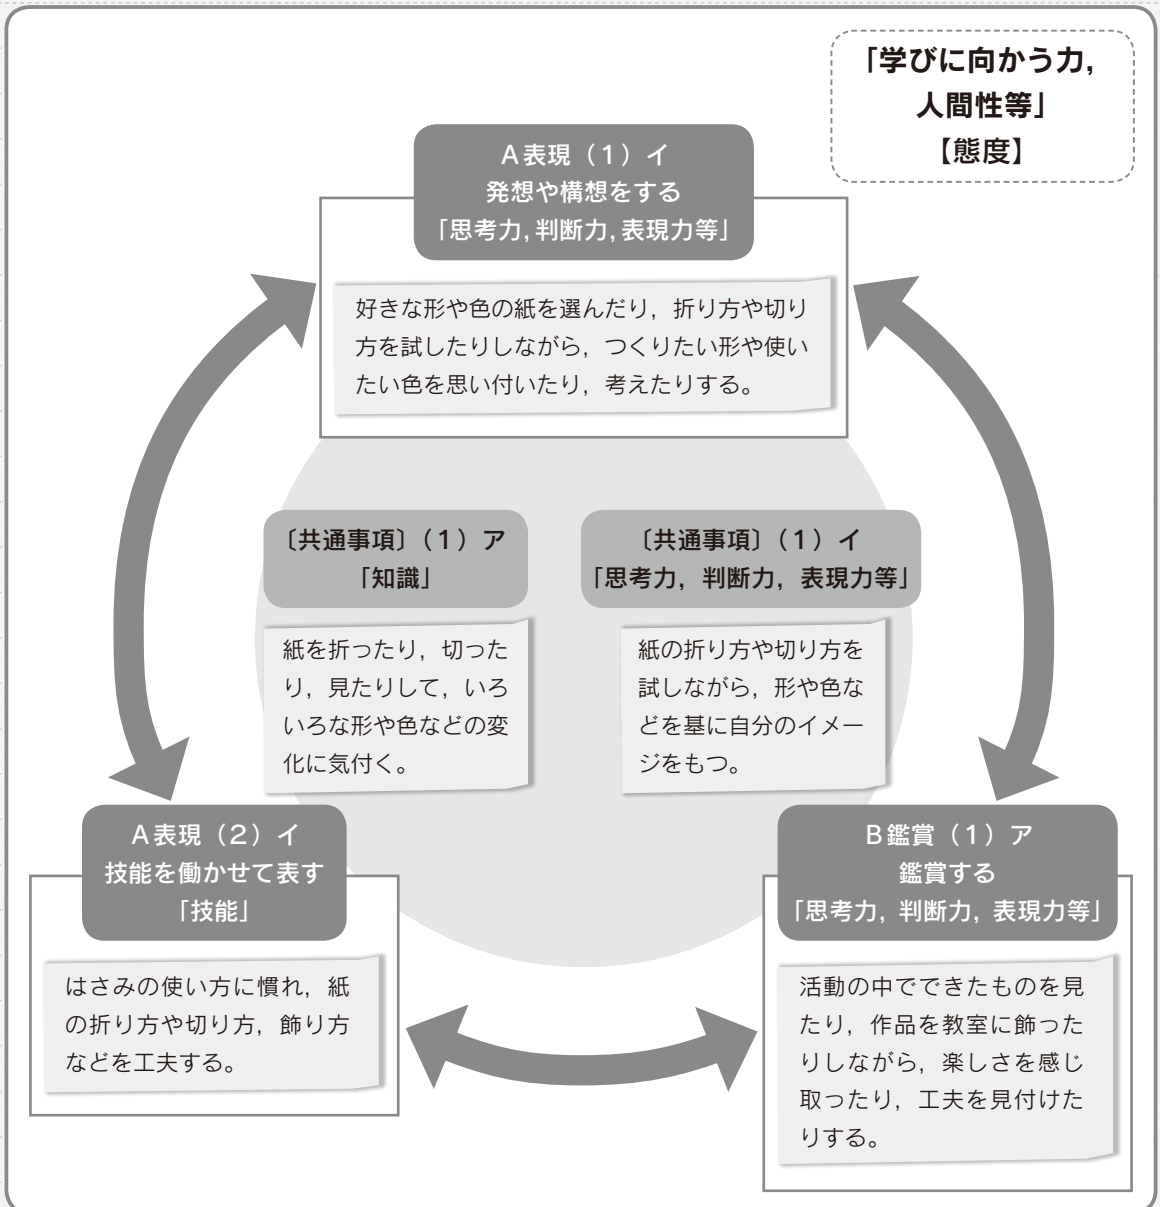 「学びに向かう力,
人間性等」
【態度】
A表現（1）イ
発想や構想をする
「思考力,判断力,表現力等」
好きな形や色の紙を選んだり，折り方や切り
方を試したりしながら，つくりたい形や使い
たい色を思い付いたり，考えたりする。
〔共通事項〕（1）ア
「知識」
紙を折ったり，切った
り，見たりして，いろ
いろな形や色などの変
化に気付く。
〔共通事項〕（1）イ
「思考力，判断力，表現力等」
紙の折り方や切り方を
試しながら，形や色な
どを基に自分のイメー
ジをもつ。
A表現（2）イ
技能を働かせて表す
「技能」
はさみの使い方に慣れ，紙
の折り方や切り方，飾り方
などを工夫する。
B鑑賞（1）ア
鑑賞する
「思考力，判断力，表現力等」
活動の中でできたものを見
たり，作品を教室に飾った
りしながら，楽しさを感じ
取ったり，工夫を見付けた
りする。